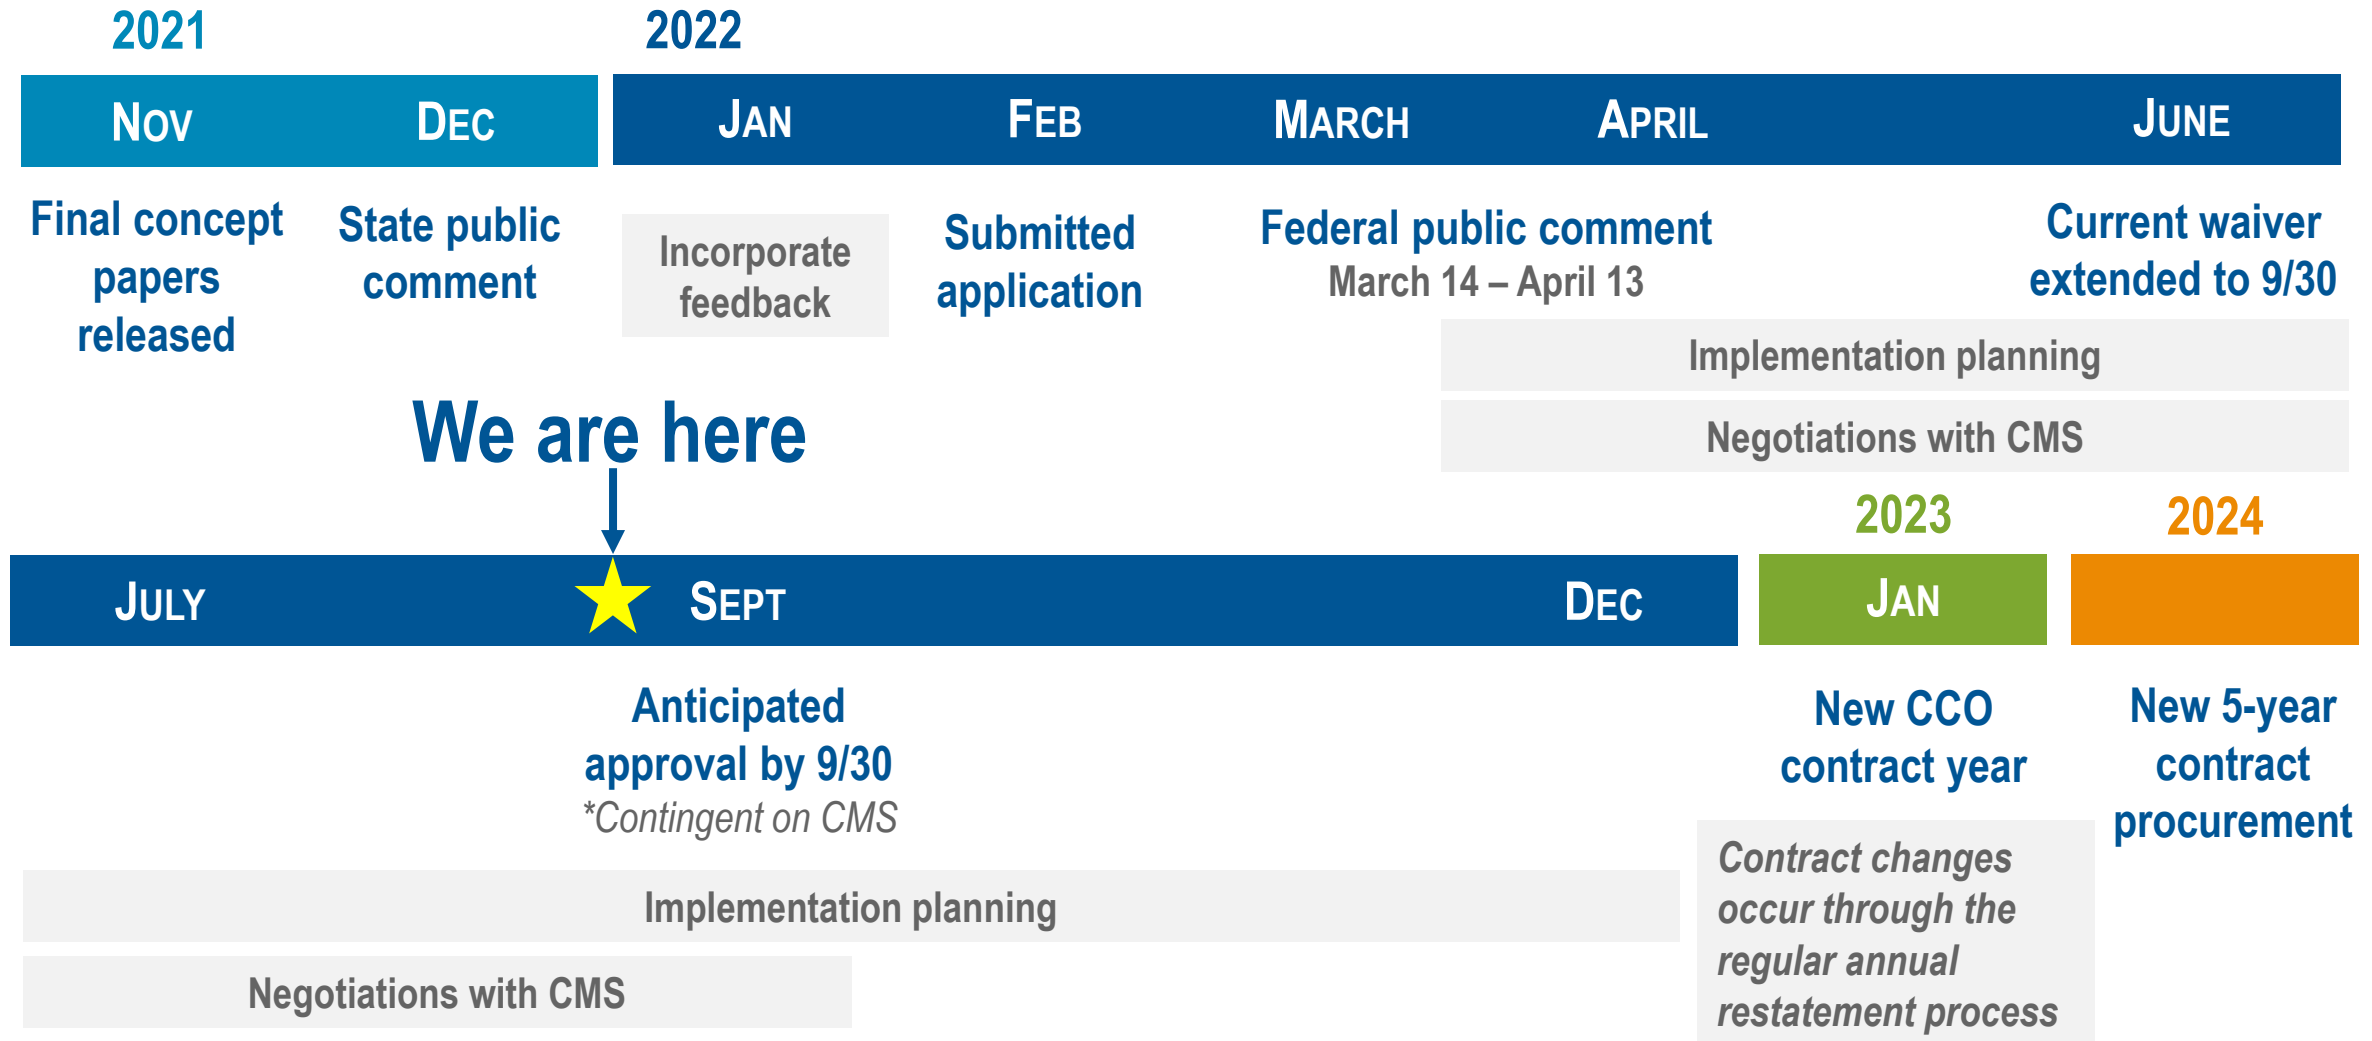 2021
2022
NOV
DEC
JAN
FEB
MARCH
APRIL
JUNE
Final concept
papers
released
State public
comment
Incorporate
feedback
Submitted
application
Federal public comment
March 14 – April 13
Current waiver
extended to 9/30
Implementation planning
Negotiations with CMS
We are here
2023
2024
JULY
SEPT
DEC
JAN
Anticipated
approval by 9/30
*Contingent on CMS
New CCO
contract year
New 5-year
contract
procurement
Contract changes
occur through the
regular annual
restatement process
Implementation planning
Negotiations with CMS